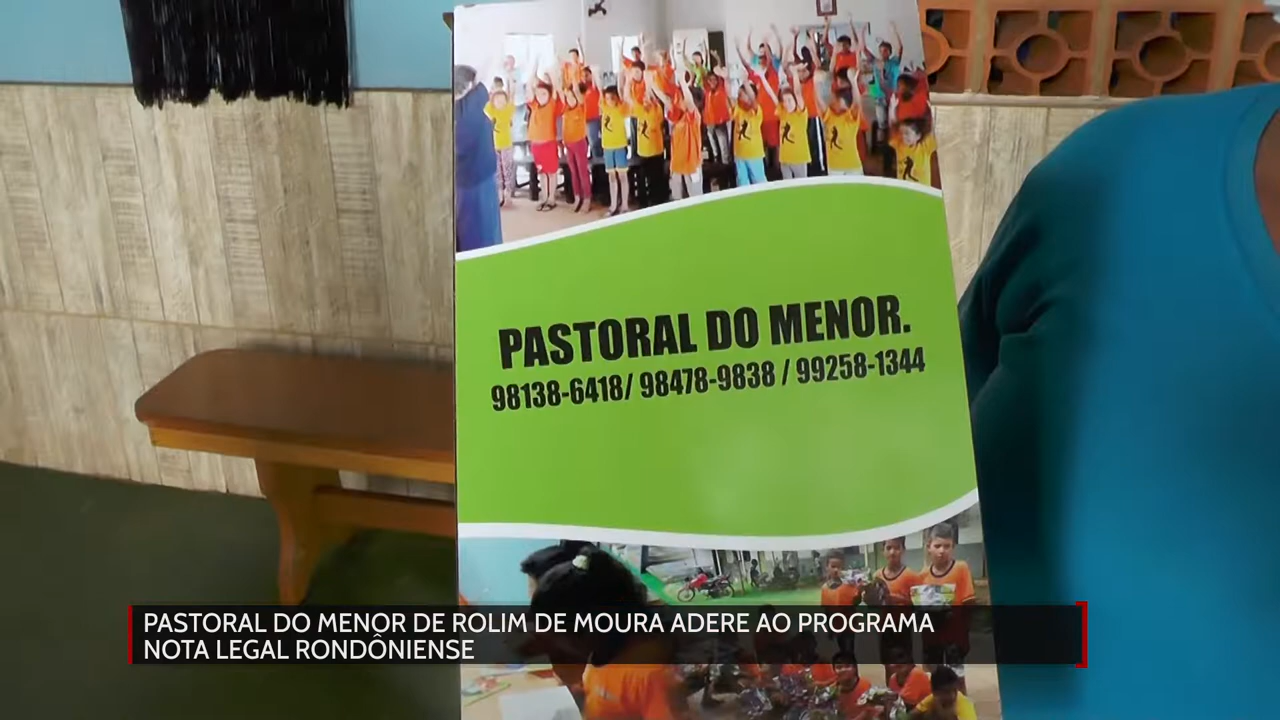 PASTORAL DO MENOR.
98138-6418/ 98478-9838 / 99258-1344
PASTORAL DO MENOR DE ROLIM DE MOURA ADERE AO PROGRAMA
NOTA LEGAL RONDÔNIENSE